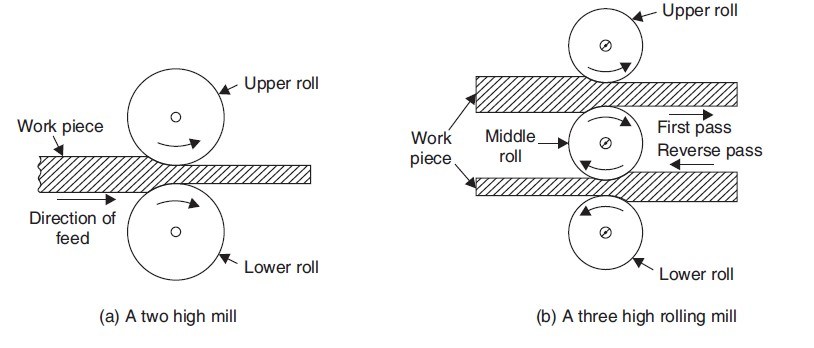 Upper roll
Work piece
Direction of
feed
Lower roll
(a) A two high mill
Upper roll
Work
piece
Middle
roll
First pass
Reverse pass
Lower roll
(b) A three high rolling mill